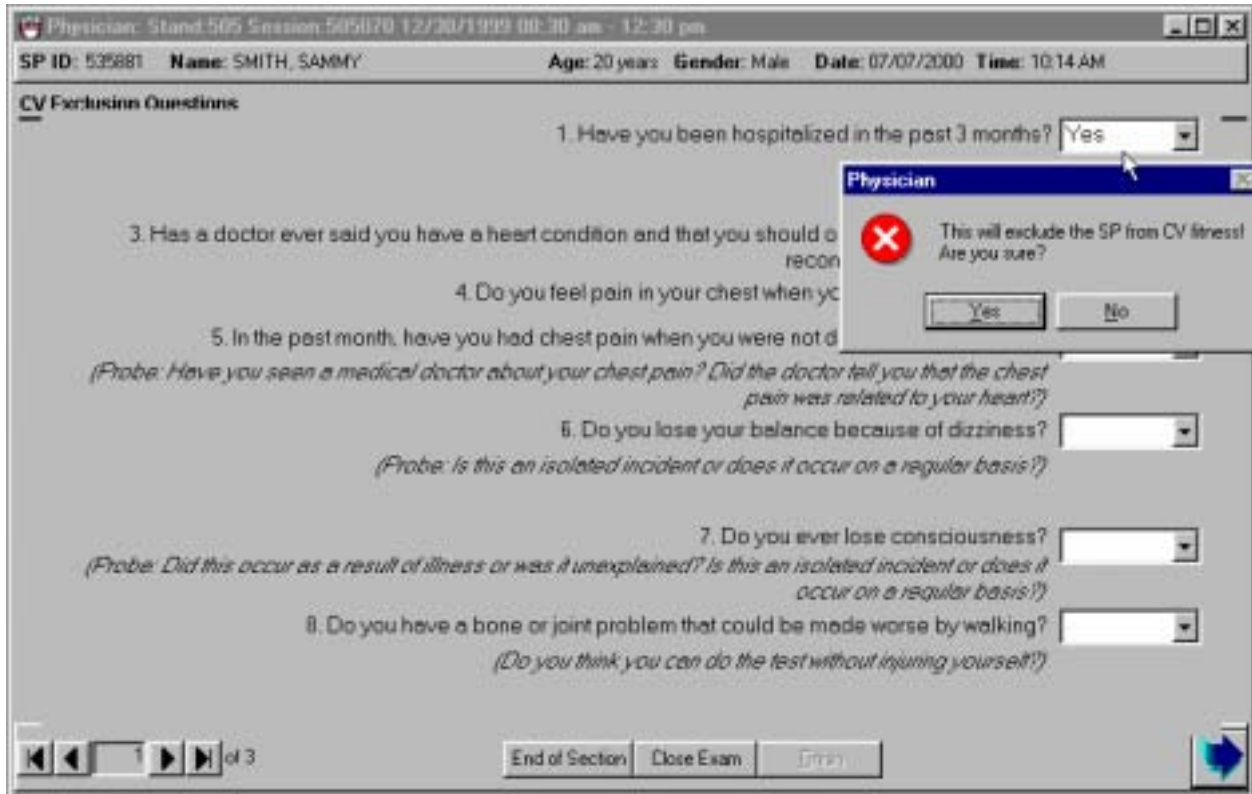 Physician: Stand:505 Session:505070 12/30/1999 08:30 am - 12:30 pm
SP ID: 535881 Name: SMITH, SAMMY Age: 20 years Gender: Male Date: 07/07/2000 Time: 10:14 AM
CV Exclusion Questions
1. Have you been hospitalized in the past 3 months? Yes
Physician
This will exclude the SP from CV fitness!
Are you sure?
Yes No
3. Has a doctor ever said you have a heart condition and that you should o
recon
4. Do you feel pain in your chest when yo
5. In the past month, have you had chest pain when you were not d
(Probe: Have you seen a medical doctor about your chest pain? Did the doctor tell you that the chest
pain was related to your heart?)
6. Do you lose your balance because of dizziness?
(Probe: Is this an isolated incident or does it occur on a regular basis?)
7. Do you ever lose consciousness?
(Probe: Did this occur as a result of illness or was it unexplained? Is this an isolated incident or does it
occur on a regular basis?)
8. Do you have a bone or joint problem that could be made worse by walking?
(Do you think you can do the test without injuring yourself?)
1 of 3 End of Section Close Exam